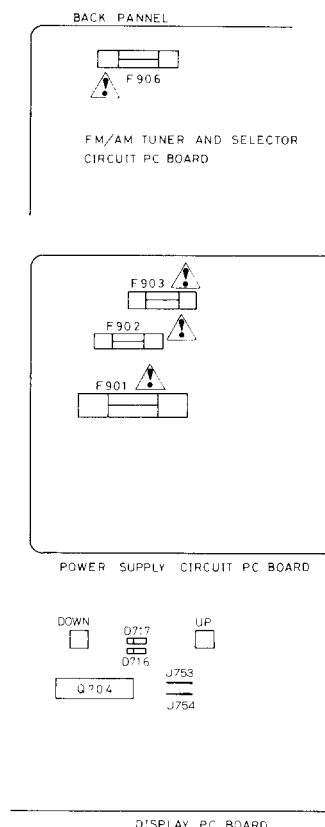 BACK PANNEL
F906
FM/AM TUNER AND SELECTOR
CIRCUIT PC BOARD
F903
F902
F901
POWER SUPPLY CIRCUIT PC BOARD
DOWN
D717
UP
D716
Q704
J753
J754
DISPLAY PC BOARD